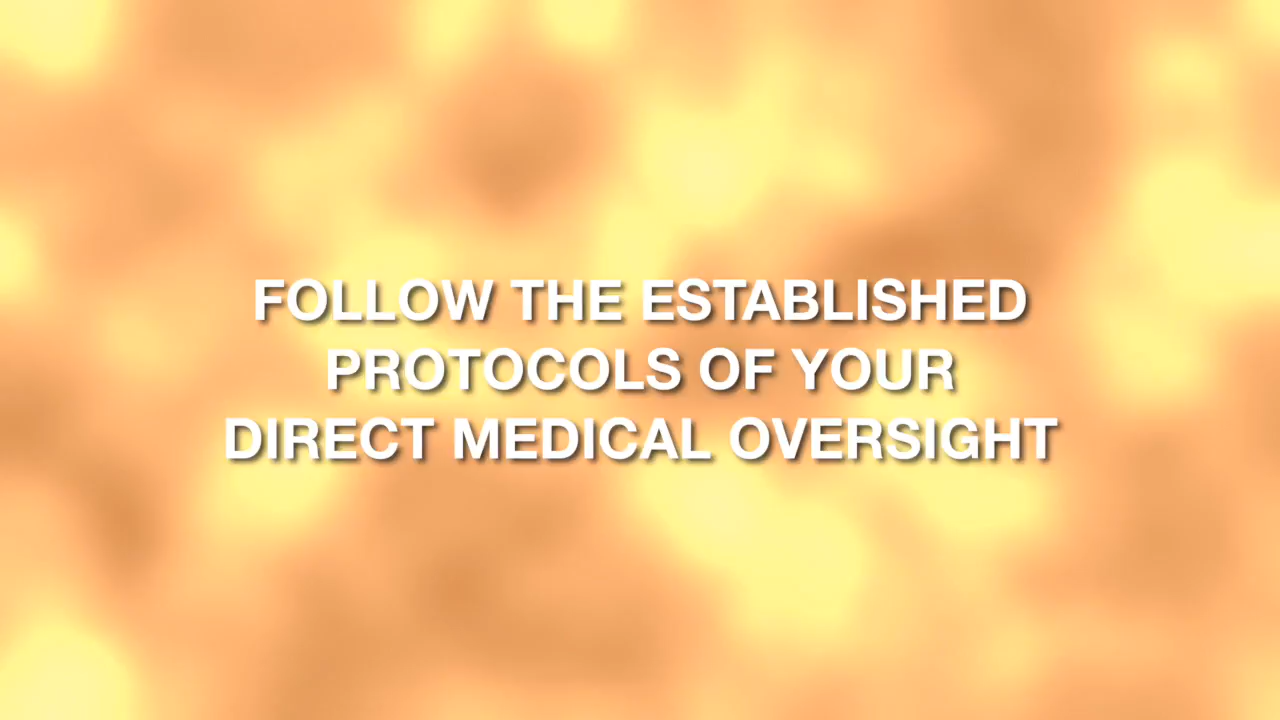 FOLLOW THE ESTABLISHED
PROTOCOLS OF YOUR
DIRECT MEDICAL OVERSIGHT